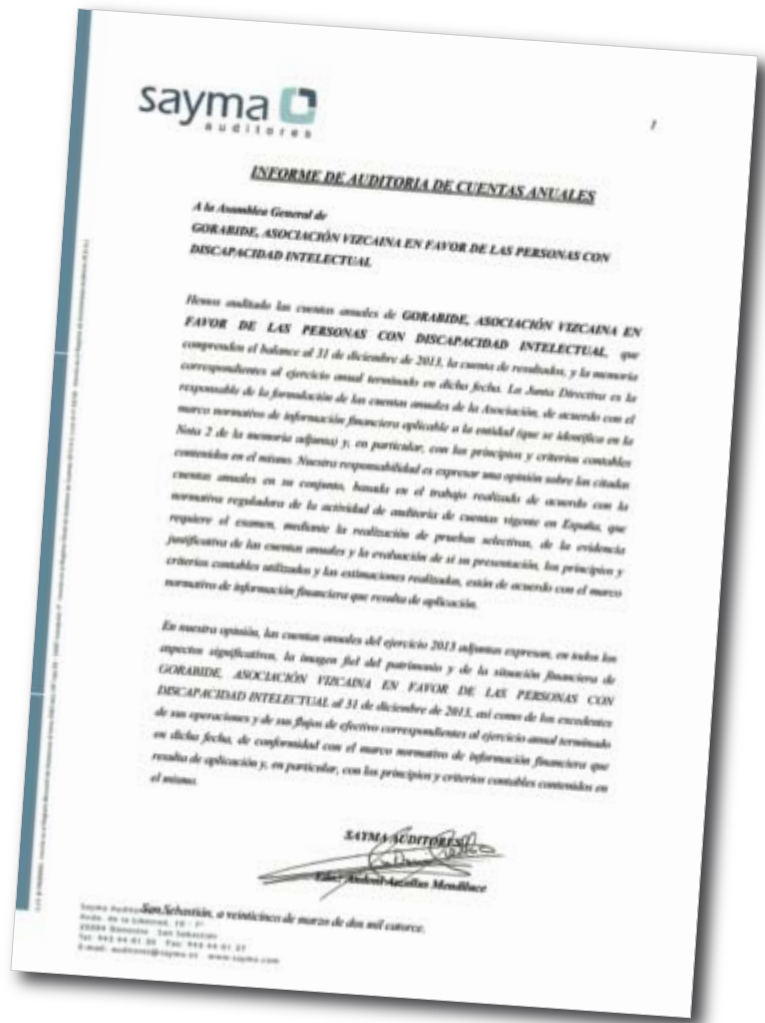 sayma
auditores
1
INFORME DE AUDITORIA DE CUENTAS ANUALES
A la Asamblea General de
GORABIDE, ASOCIACIÓN VIZCAINA EN FAVOR DE LAS PERSONAS CON
DISCAPACIDAD INTELECTUAL
Hemos auditado las cuentas anuales de GORABIDE, ASOCIACIÓN VIZCAINA EN
FAVOR DE LAS PERSONAS CON DISCAPACIDAD INTELECTUAL, que
comprenden el balance al 31 de diciembre de 2013, la cuenta de resultados, y la memoria
correspondientes al ejercicio anual terminado en dicha fecha. La Junta Directiva es la
responsable de la formulación de las cuentas anuales de la Asociación, de acuerdo con el
marco normativo de información financiera aplicable a la entidad (que se identifica en la
Nota 2 de la memoria adjunta) y, en particular, con los principios y criterios contables
contenidos en el mismo. Nuestra responsabilidad es expresar una opinión sobre las citadas
cuentas anuales en su conjunto, basada en el trabajo realizado de acuerdo con la
normativa reguladora de la actividad de auditoría de cuentas vigente en España, que
requiere el examen, mediante la realización de pruebas selectivas, de la evidencia
justificativa de las cuentas anuales y la evaluación de si su presentación, los principios y
criterios contables utilizados y las estimaciones realizadas, están de acuerdo con el marco
normativo de información financiera que resulta de aplicación.
En nuestra opinión, las cuentas anuales del ejercicio 2013 adjuntas expresan, en todos los
aspectos significativos, la imagen fiel del patrimonio y de la situación financiera de
GORABIDE, ASOCIACIÓN VIZCAINA EN FAVOR DE LAS PERSONAS CON
DISCAPACIDAD INTELECTUAL al 31 de diciembre de 2013, así como de los excedentes
de sus operaciones y de sus flujos de efectivo correspondientes al ejercicio anual terminado
en dicha fecha, de conformidad con el marco normativo de información financiera que
resulta de aplicación y, en particular, con los principios y criterios contables contenidos en
el mismo.
SAYMA AUDITORES
Mendiluce
San Sebastián, a veinticinco de marzo de dos mil catorce.
Sayma
Avda. de la Libertad,
Donostia - San Sebastián
www.sayma.com